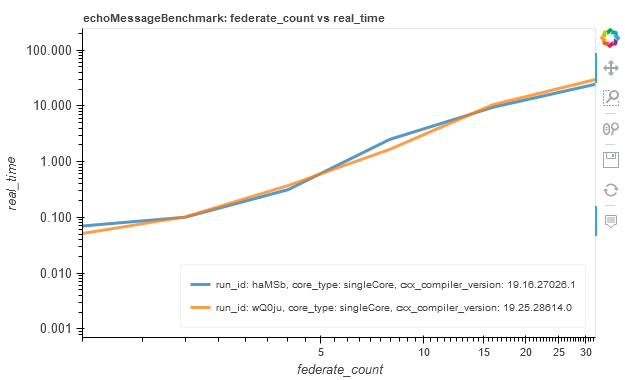 echoMessageBenchmark: federate_count vs real_time
100.000
10.000
1.000
0.100
0.010
0.001
real_time
run_id: haMSb, core_type: singleCore, cxx_compiler_version: 19.16.27026.1
run_id: wQ0ju, core_type: singleCore, cxx_compiler_version: 19.25.28614.0
5
10
15
20
25
30
federate_count